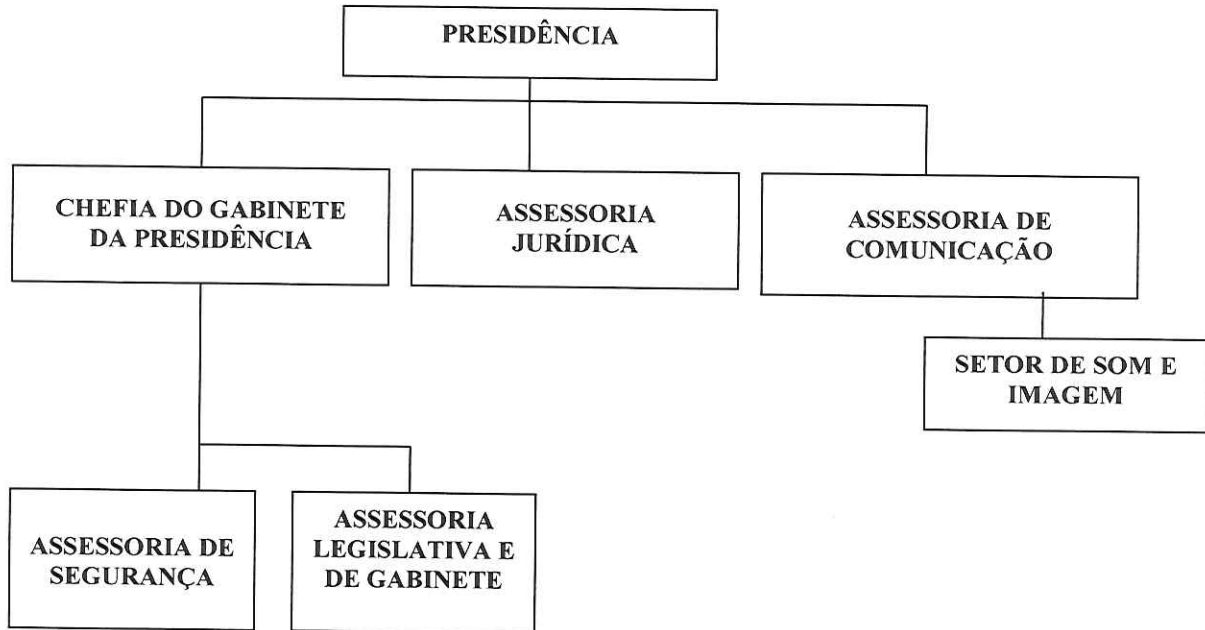 PRESIDÊNCIA
CHEFIA DO GABINETE
DA PRESIDÊNCIA
ASSESSORIA
JURÍDICA
ASSESSORIA DE
COMUNICAÇÃO
SETOR DE SOM E
IMAGEM
ASSESSORIA DE
SEGURANÇA
ASSESSORIA
LEGISLATIVA E
DE GABINETE